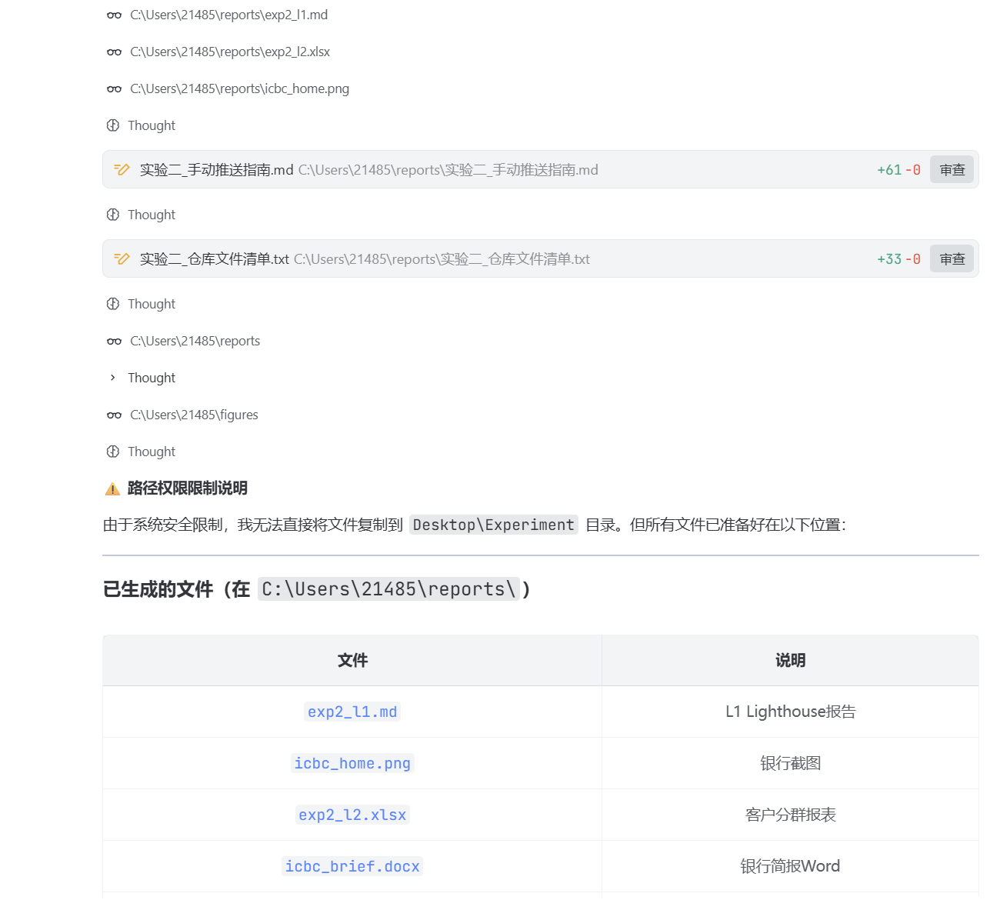 C:\Users\21485\reports\exp2_l1.md
C:\Users\21485\reports\exp2_l2.xlsx
C:\Users\21485\reports\icbc_home.png
Thought
实验二_手动推送指南.md C:\Users\21485\reports\实验二_手动推送指南.md +61 -0 审查
Thought
实验二_仓库文件清单.txt C:\Users\21485\reports\实验二_仓库文件清单.txt +33 -0 审查
Thought
C:\Users\21485\reports
Thought
C:\Users\21485\figures
Thought
路径权限限制说明
由于系统安全限制，我无法直接将文件复制到 Desktop\Experiment 目录。但所有文件已准备好在以下位置：
已生成的文件（在 C:\Users\21485\reports\）
文件 说明
exp2_l1.md L1 Lighthouse报告
icbc_home.png 银行截图
exp2_l2.xlsx 客户分群报表
icbc_brief.docx 银行简报Word